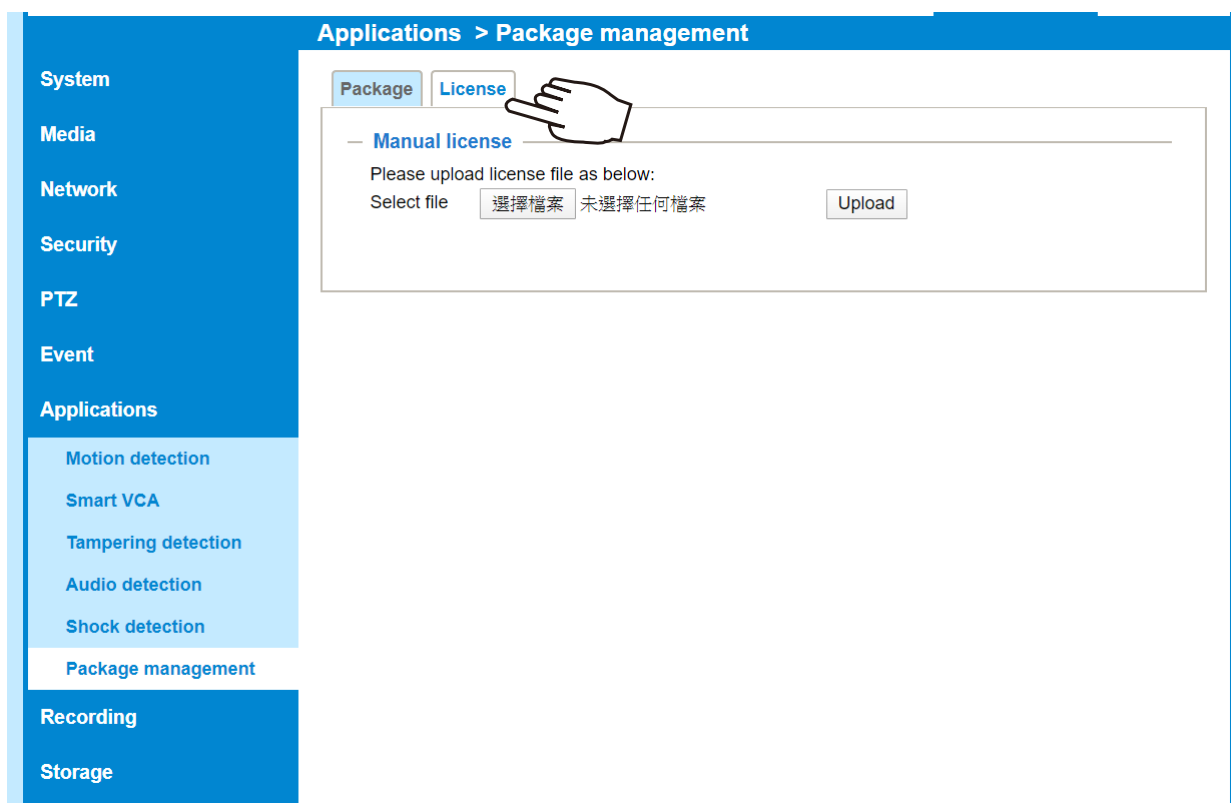 Applications > Package management
System
Media
Network
Security
PTZ
Event
Applications
Motion detection
Smart VCA
Tampering detection
Audio detection
Shock detection
Package management
Recording
Storage
Package License
Manual license
Please upload license file as below:
Select file 選擇檔案 未選擇任何檔案 Upload